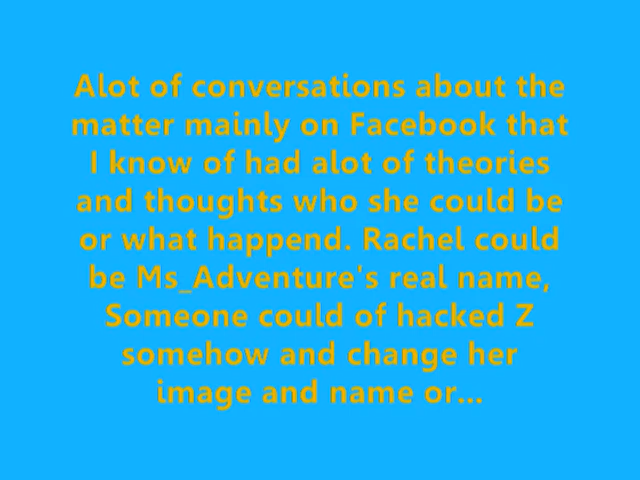 Alot of conversations about the
matter mainly on Facebook that
I know of had alot of theories
and thoughts who she could be
or what happend. Rachel could
be Ms_Adventure's real name,
Someone could of hacked Z
somehow and change her
image and name or...